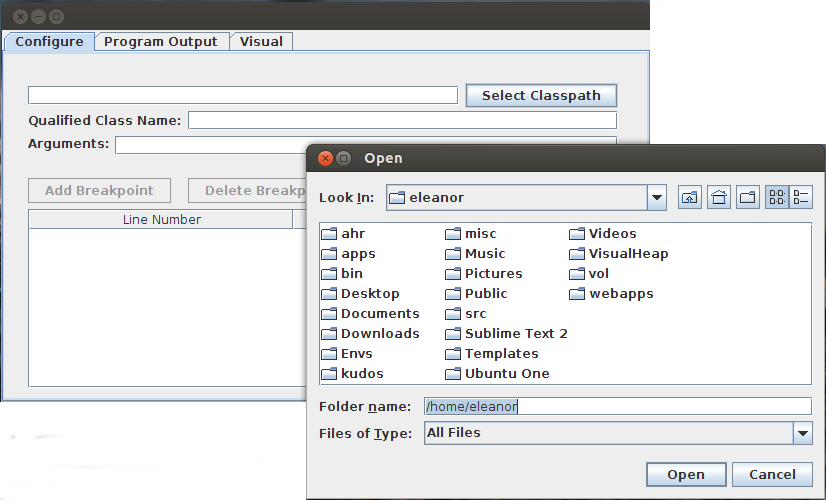 Configure Program Output Visual
Select Classpath
Qualified Class Name:
Arguments:
Add Breakpoint Delete Breakp
Line Number
Open
Look In: eleanor
ahr misc Videos
apps Music VisualHeap
bin Pictures vol
Desktop Public webapps
Documents src
Downloads Sublime Text 2
Envs Templates
kudos Ubuntu One
Folder name: /home/eleanor
Files of Type: All Files
Open Cancel